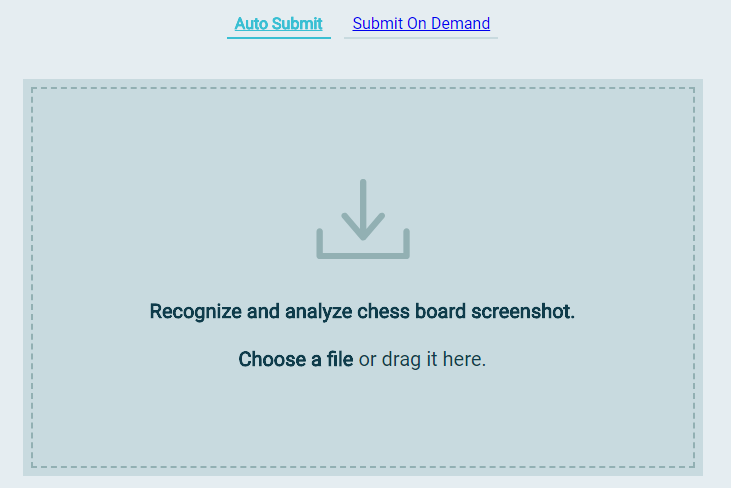 Auto Submit Submit On Demand
Recognize and analyze chess board screenshot.
Choose a file or drag it here.